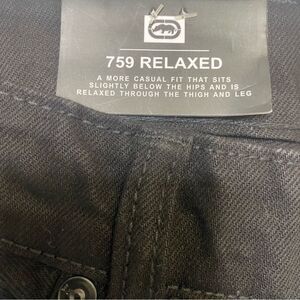 759 RELAXED
A MORE CASUAL FIT THAT SITS
SLIGHTLY BELOW THE HIPS AND IS
RELAXED THROUGH THE THIGH AND LEG